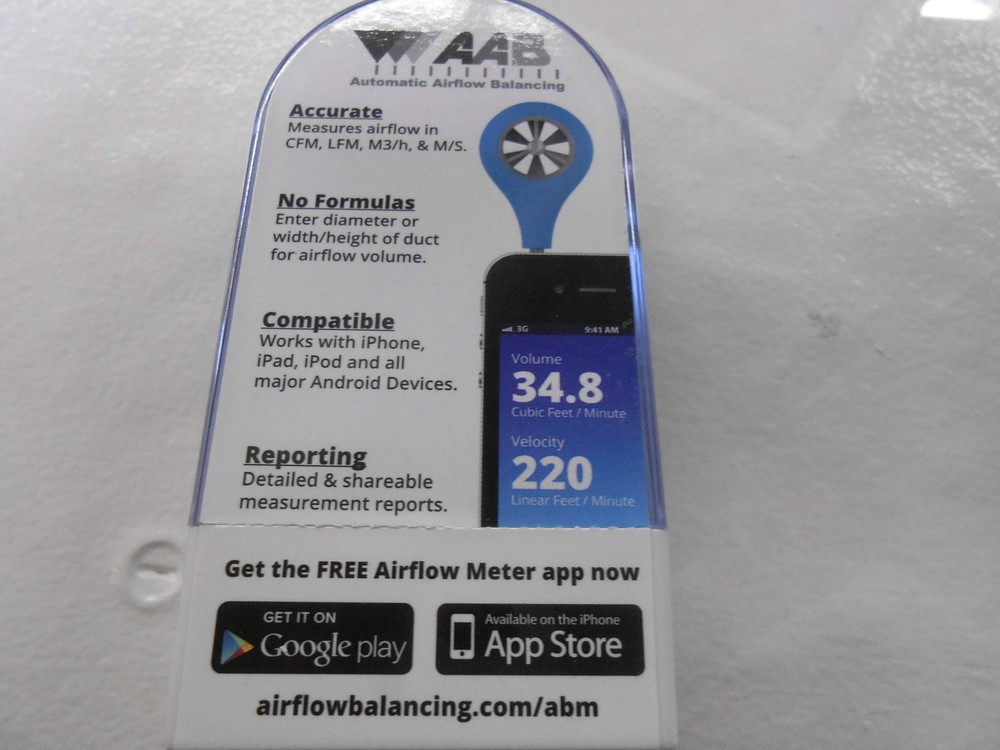 AAB
Automatic Airflow Balancing
Accurate
Measures airflow in
CFM, LFM, M3/h, & M/S.
No Formulas
Enter diameter or
width/height of duct
for airflow volume.
Compatible
Works with iPhone,
iPad, iPod and all
major Android Devices.
Reporting
Detailed & shareable
measurement reports.
3G 9:41 AM
Volume
34.8
Cubic Feet / Minute
Velocity
220
Linear Feet / Minute
Get the FREE Airflow Meter app now
GET IT ON
Google play
Available on the iPhone
App Store
airflowbalancing.com/abm